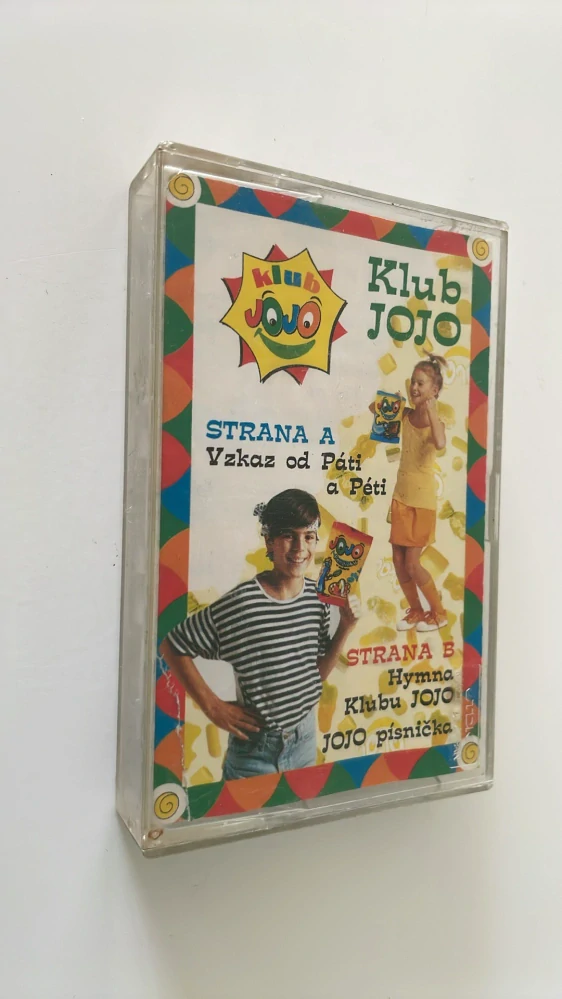 klub
JOJO
Klub
JOJO
STRANA A
Vzkaz od Páti
a Péti
JOJO
STRANA B
Hymna
Klubu JOJO
JOJO písnička